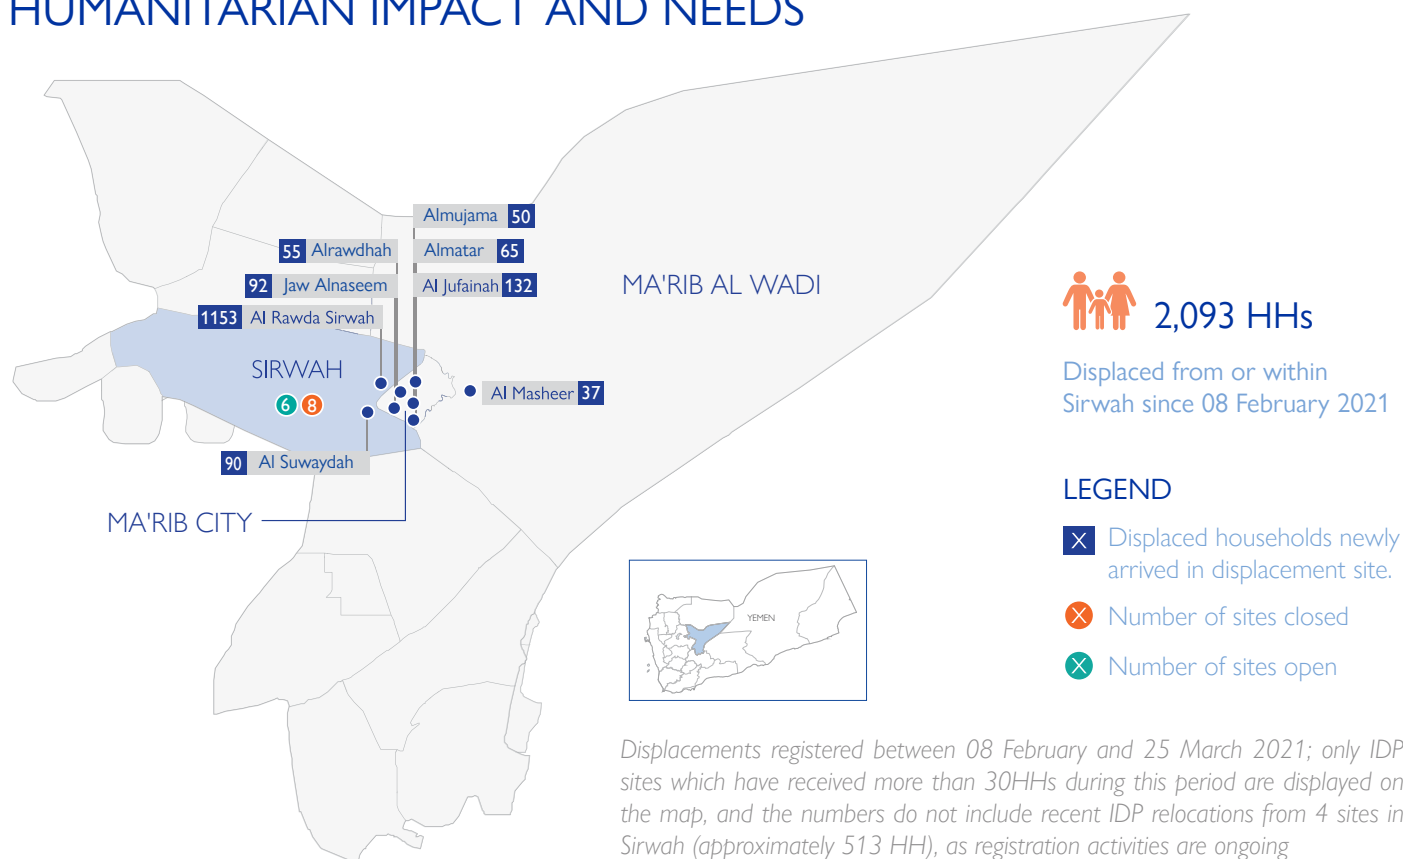 HUMANITARIAN IMPACT AND NEEDS
Almujama 50
55 Alrawdhah
Almatar 65
92 Jaw Alnaseem
Al Jufainah 132
1153 Al Rawda Sirwah
MA'RIB AL WADI
SIRWAH
6 8
Al Masheer 37
90 Al Suwaydah
MA'RIB CITY
2,093 HHs
Displaced from or within
Sirwah since 08 February 2021
LEGEND
X Displaced households newly
arrived in displacement site.
X Number of sites closed
X Number of sites open
YEMEN
Displacements registered between 08 February and 25 March 2021; only IDP
sites which have received more than 30HHs during this period are displayed on
the map, and the numbers do not include recent IDP relocations from 4 sites in
Sirwah (approximately 513 HH), as registration activities are ongoing